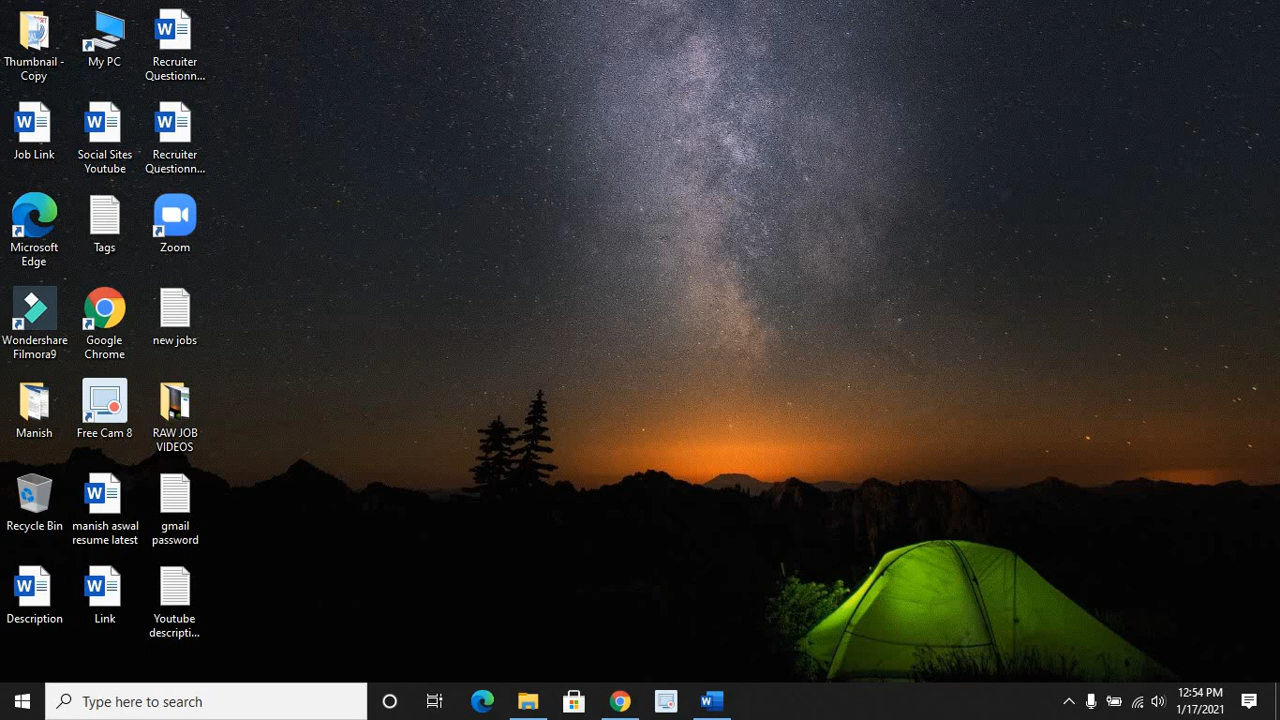 Thumbnail -
Copy
My PC
Recruiter
Questionn...
Job Link
Social Sites
Youtube
Recruiter
Questionn...
Microsoft
Edge
Tags
Zoom
Wondershare
Filmora9
Google
Chrome
new jobs
Manish
Free Cam 8
RAW JOB
VIDEOS
Recycle Bin
manish aswal
resume latest
gmail
password
Description
Link
Youtube
descripti...
Type here to search
12:54 PM
1/17/2021